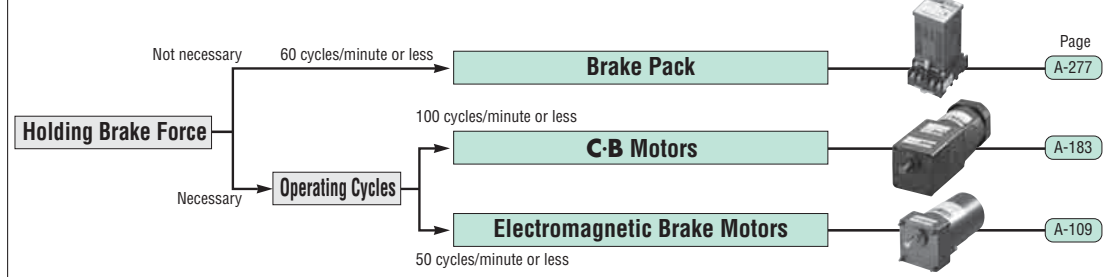 Page
Not necessary
60 cycles/minute or less
Brake Pack
A-277
Holding Brake Force
100 cycles/minute or less
C·B Motors
A-183
Necessary
Operating Cycles
Electromagnetic Brake Motors
A-109
50 cycles/minute or less